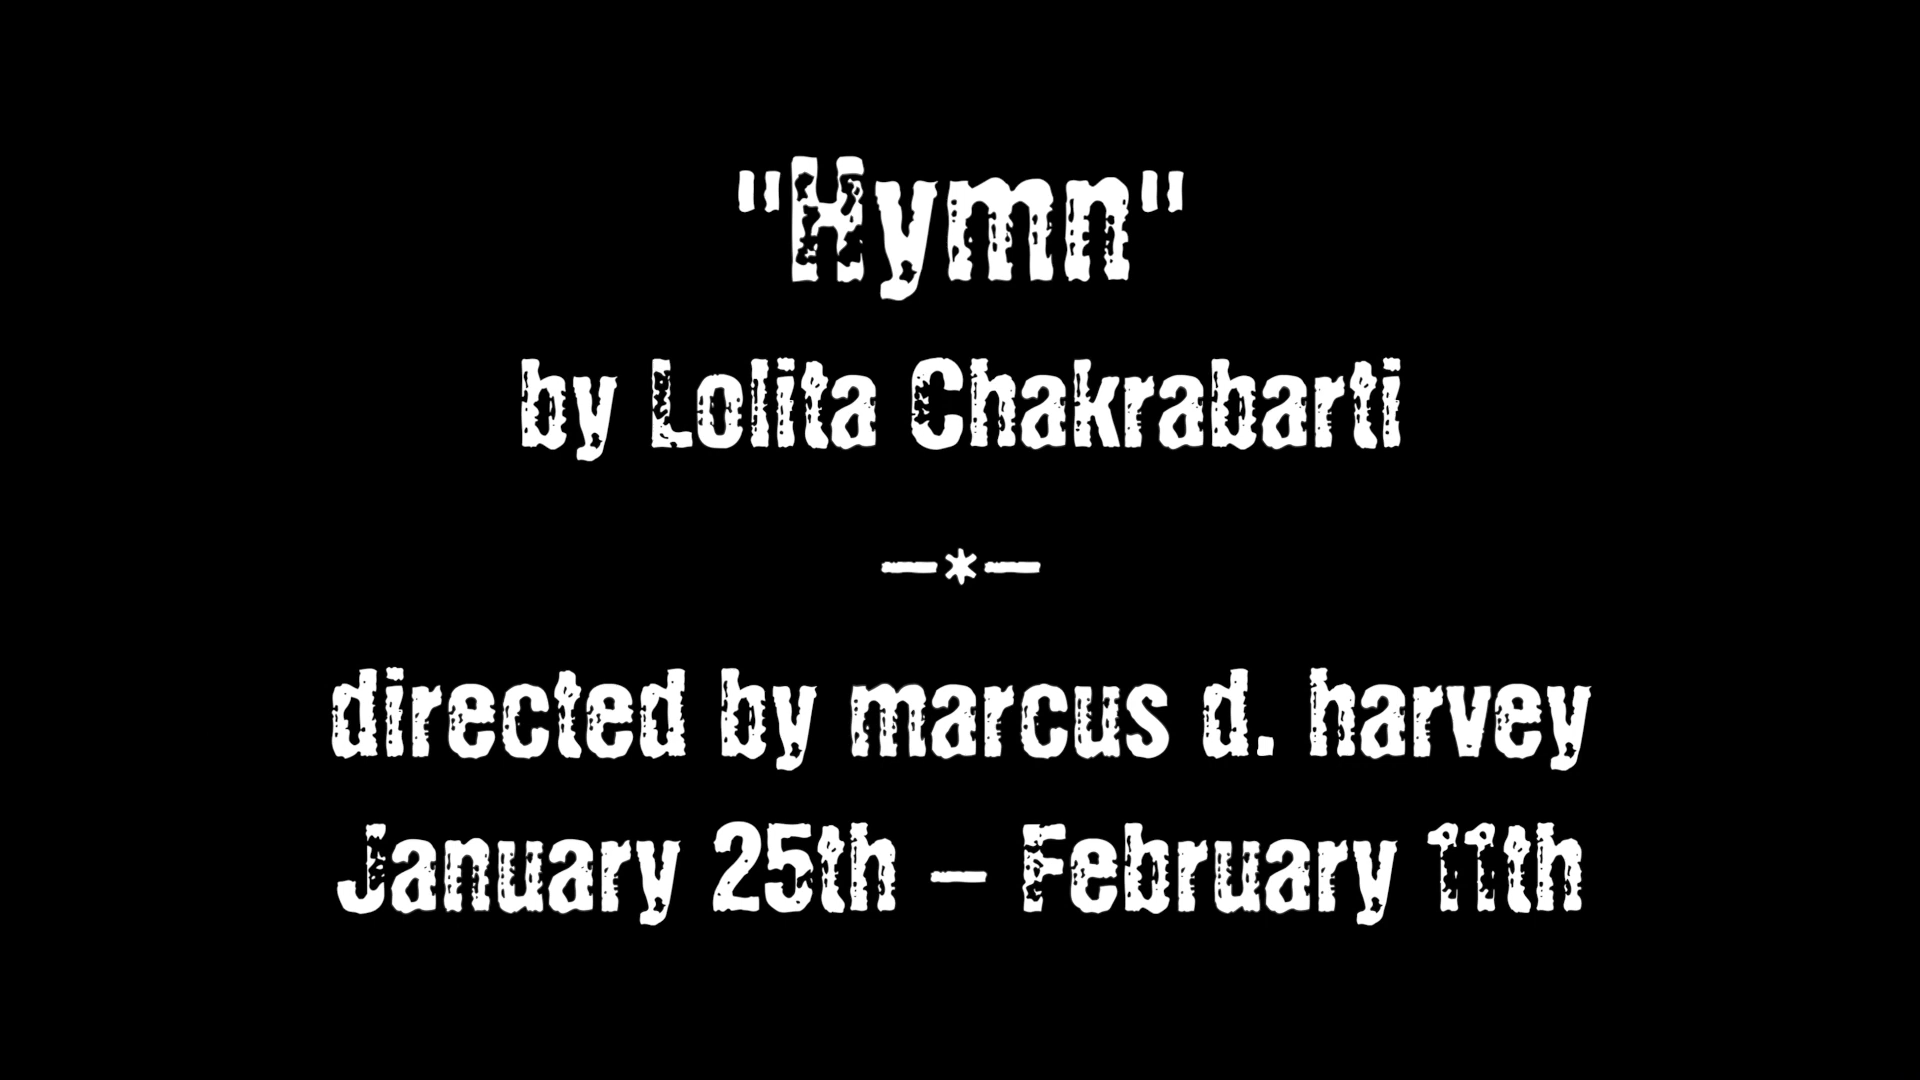 "Hymn"
by Lolita Chakrabarti
—*—
directed by marcus d. harvey
January 25th – February 11th